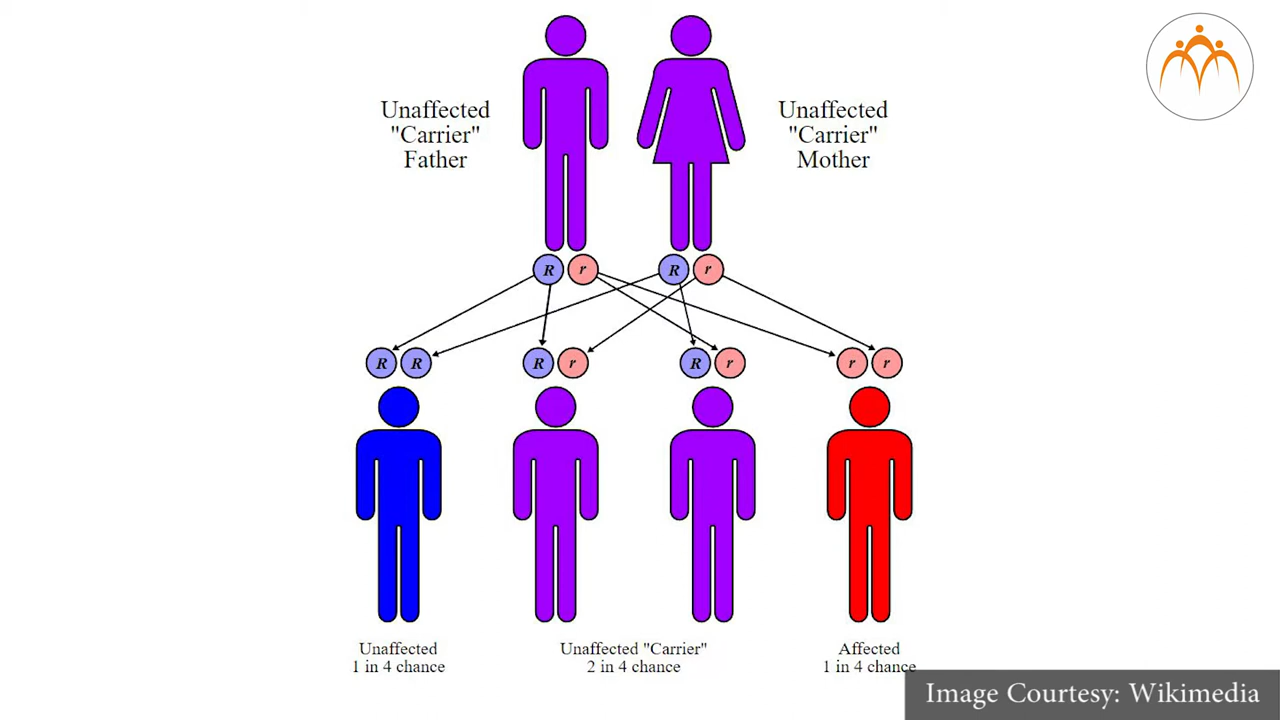 Unaffected
"Carrier"
Father
Unaffected
"Carrier"
Mother
R r R r
R R R r R r r r
Unaffected
1 in 4 chance
Unaffected "Carrier"
2 in 4 chance
Affected
1 in 4 chance
Image Courtesy: Wikimedia